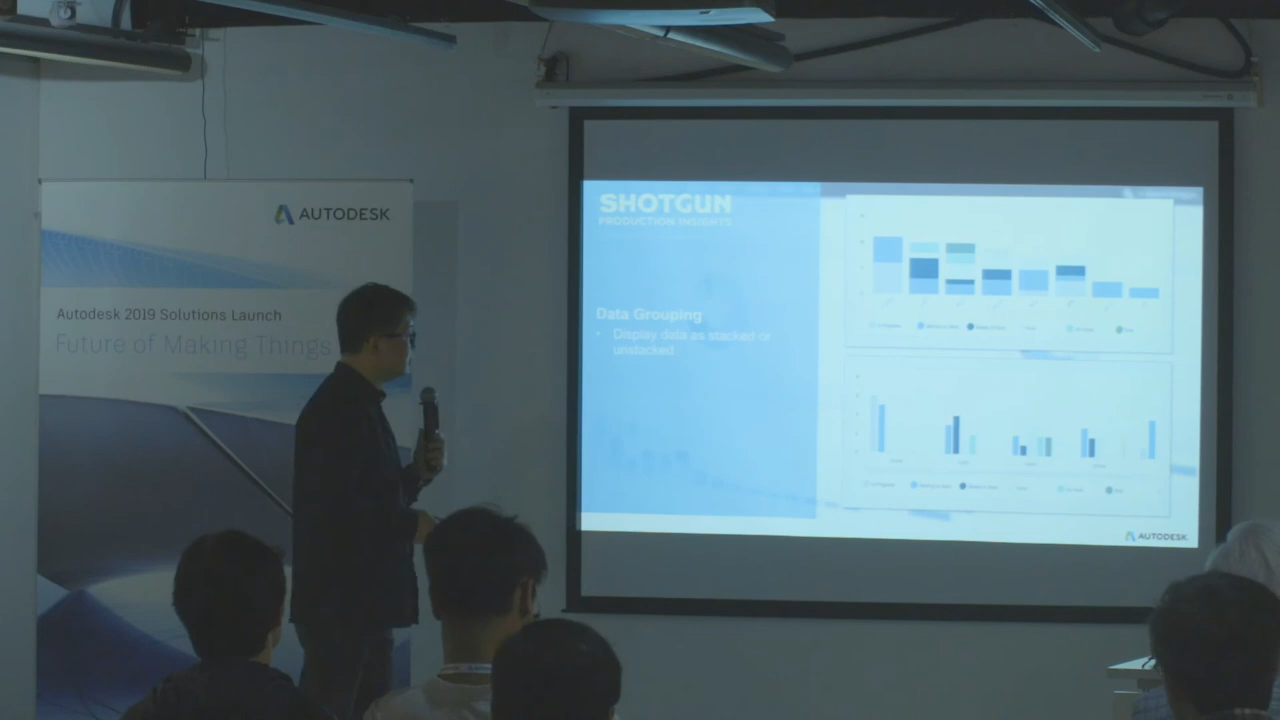 AUTODESK
Autodesk 2019 Solutions Launch
Future of Making Things
SHOTGUN
PRODUCTION INSIGHTS
Data Grouping
• Display data as stacked or
unstacked
AUTODESK